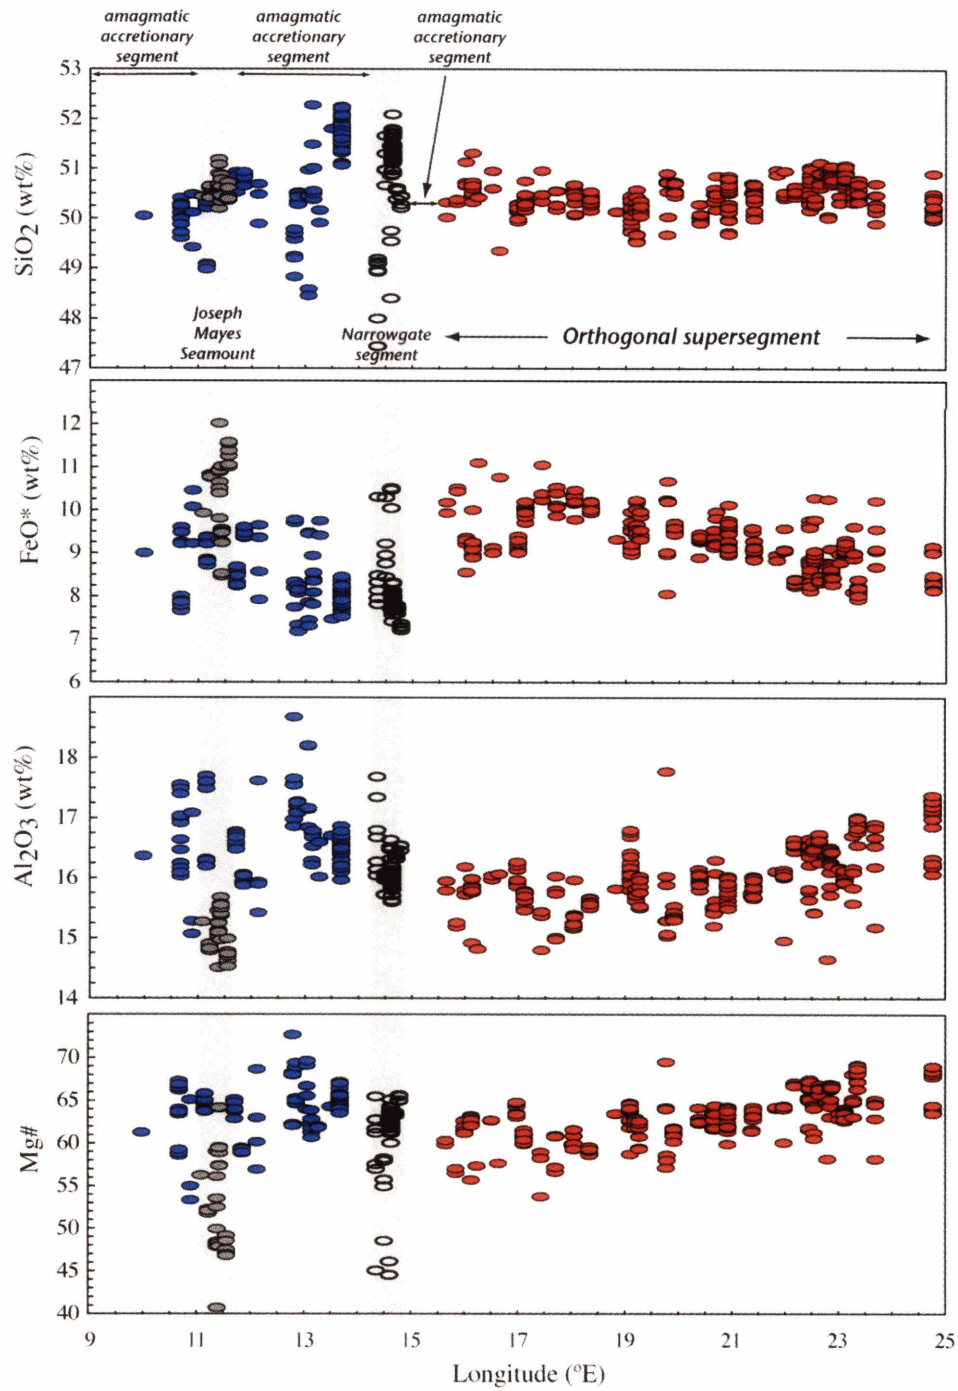 amagmatic
accretionary
segment
amagmatic
accretionary
segment
amagmatic
accretionary
segment
53
52
51
50
49
48
47
SiO2 (wt%)
Joseph
Mayes
Seamount
Narrowgate
segment
Orthogonal supersegment
12
11
10
9
8
7
6
FeO* (wt%)
18
17
16
15
14
Al2O3 (wt%)
70
65
60
55
50
45
40
Mg#
9 11 13 15 17 19 21 23 25
Longitude (°E)